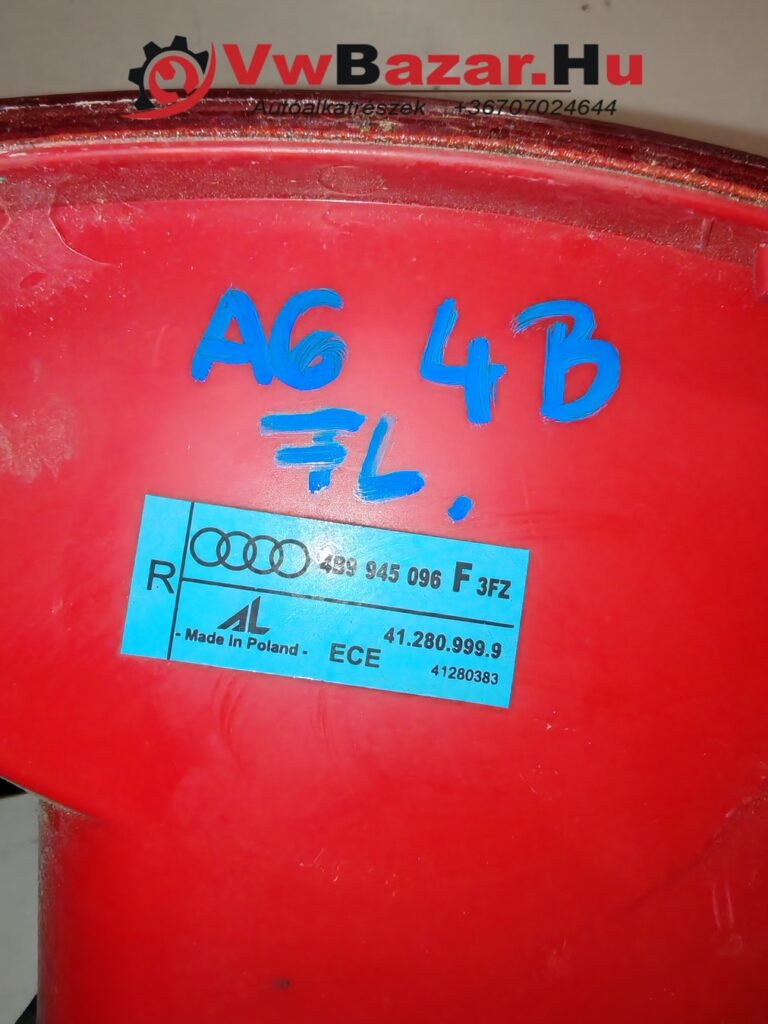 VwBazar.Hu
Autóalkatrészek +36707024644
A6 4B
FL.
R 4B9 945 096 F 3FZ
AL 41.280.999.9
- Made in Poland - ECE 41280383